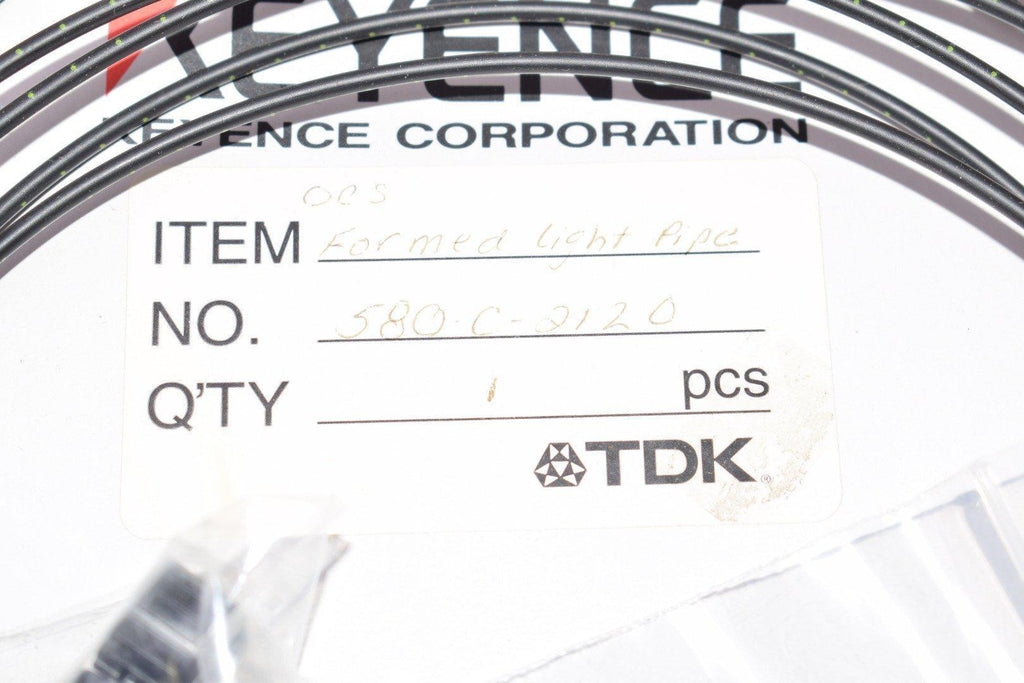 KEYENCE
KEYENCE CORPORATION
OCS
ITEM Formed light Pipe
NO. 580-C-2120
Q'TY 1 pcs
TDK®